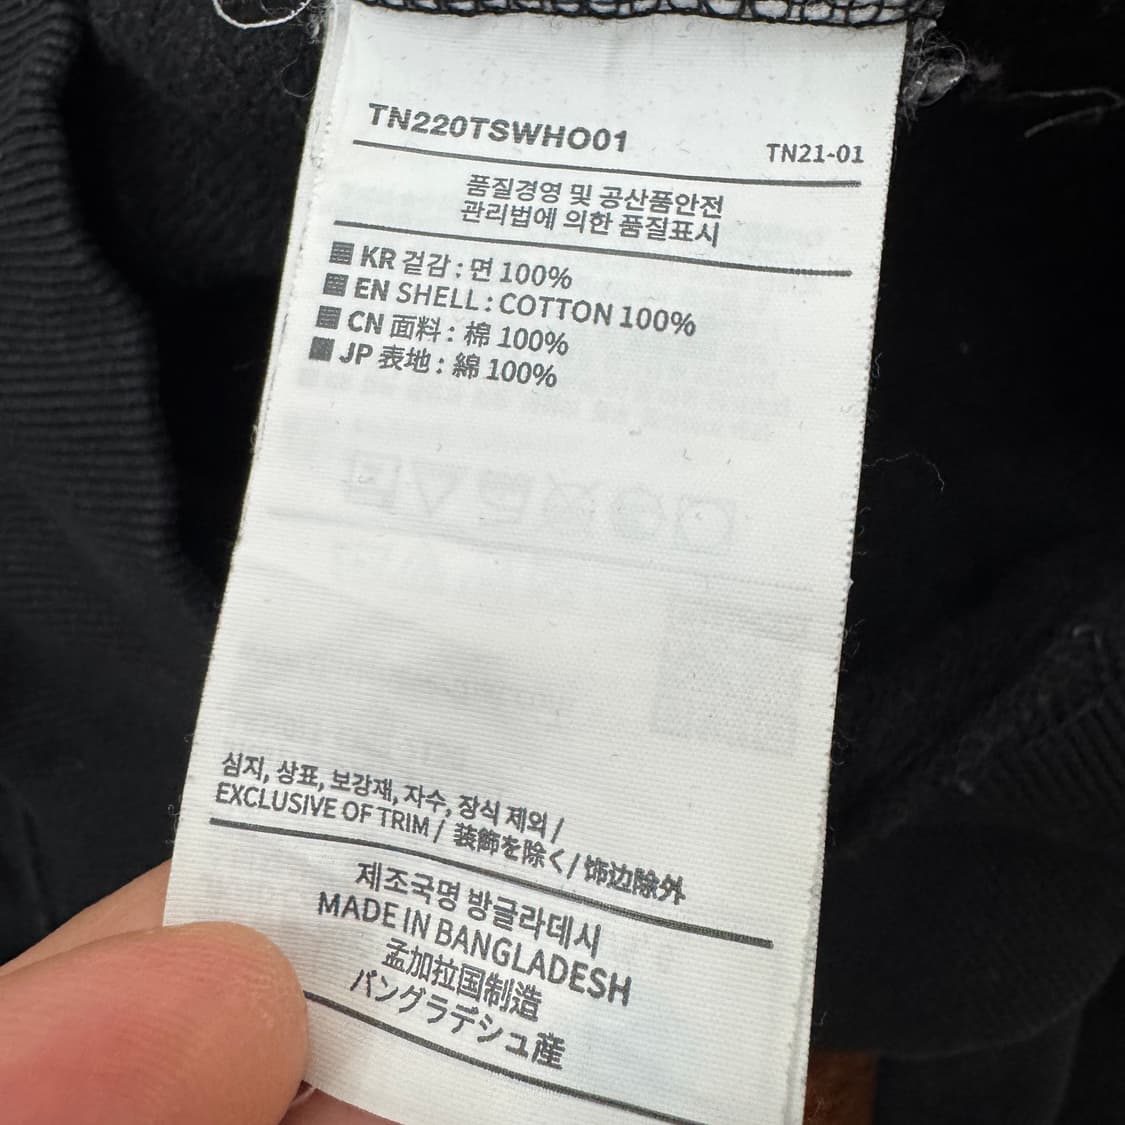 TN220TSWHO01
TN21-01
품질경영 및 공산품안전
관리법에 의한 품질표시
KR 겉감 : 면 100%
EN SHELL : COTTON 100%
CN 面料 : 棉 100%
JP 表地 : 綿 100%
심지, 상표, 보강재, 자수, 장식 제외 /
EXCLUSIVE OF TRIM / 装飾を除く / 饰边除外
제조국명 방글라데시
MADE IN BANGLADESH
孟加拉国制造
バングラデシュ産